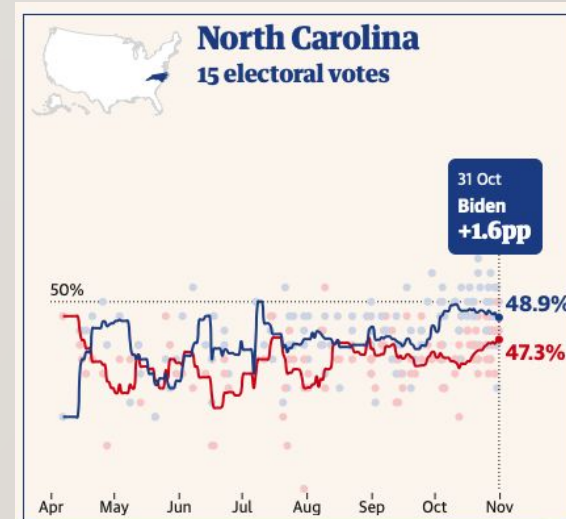 North Carolina
15 electoral votes
31 Oct
Biden
+1.6pp
50%
48.9%
47.3%
Apr May Jun Jul Aug Sep Oct Nov